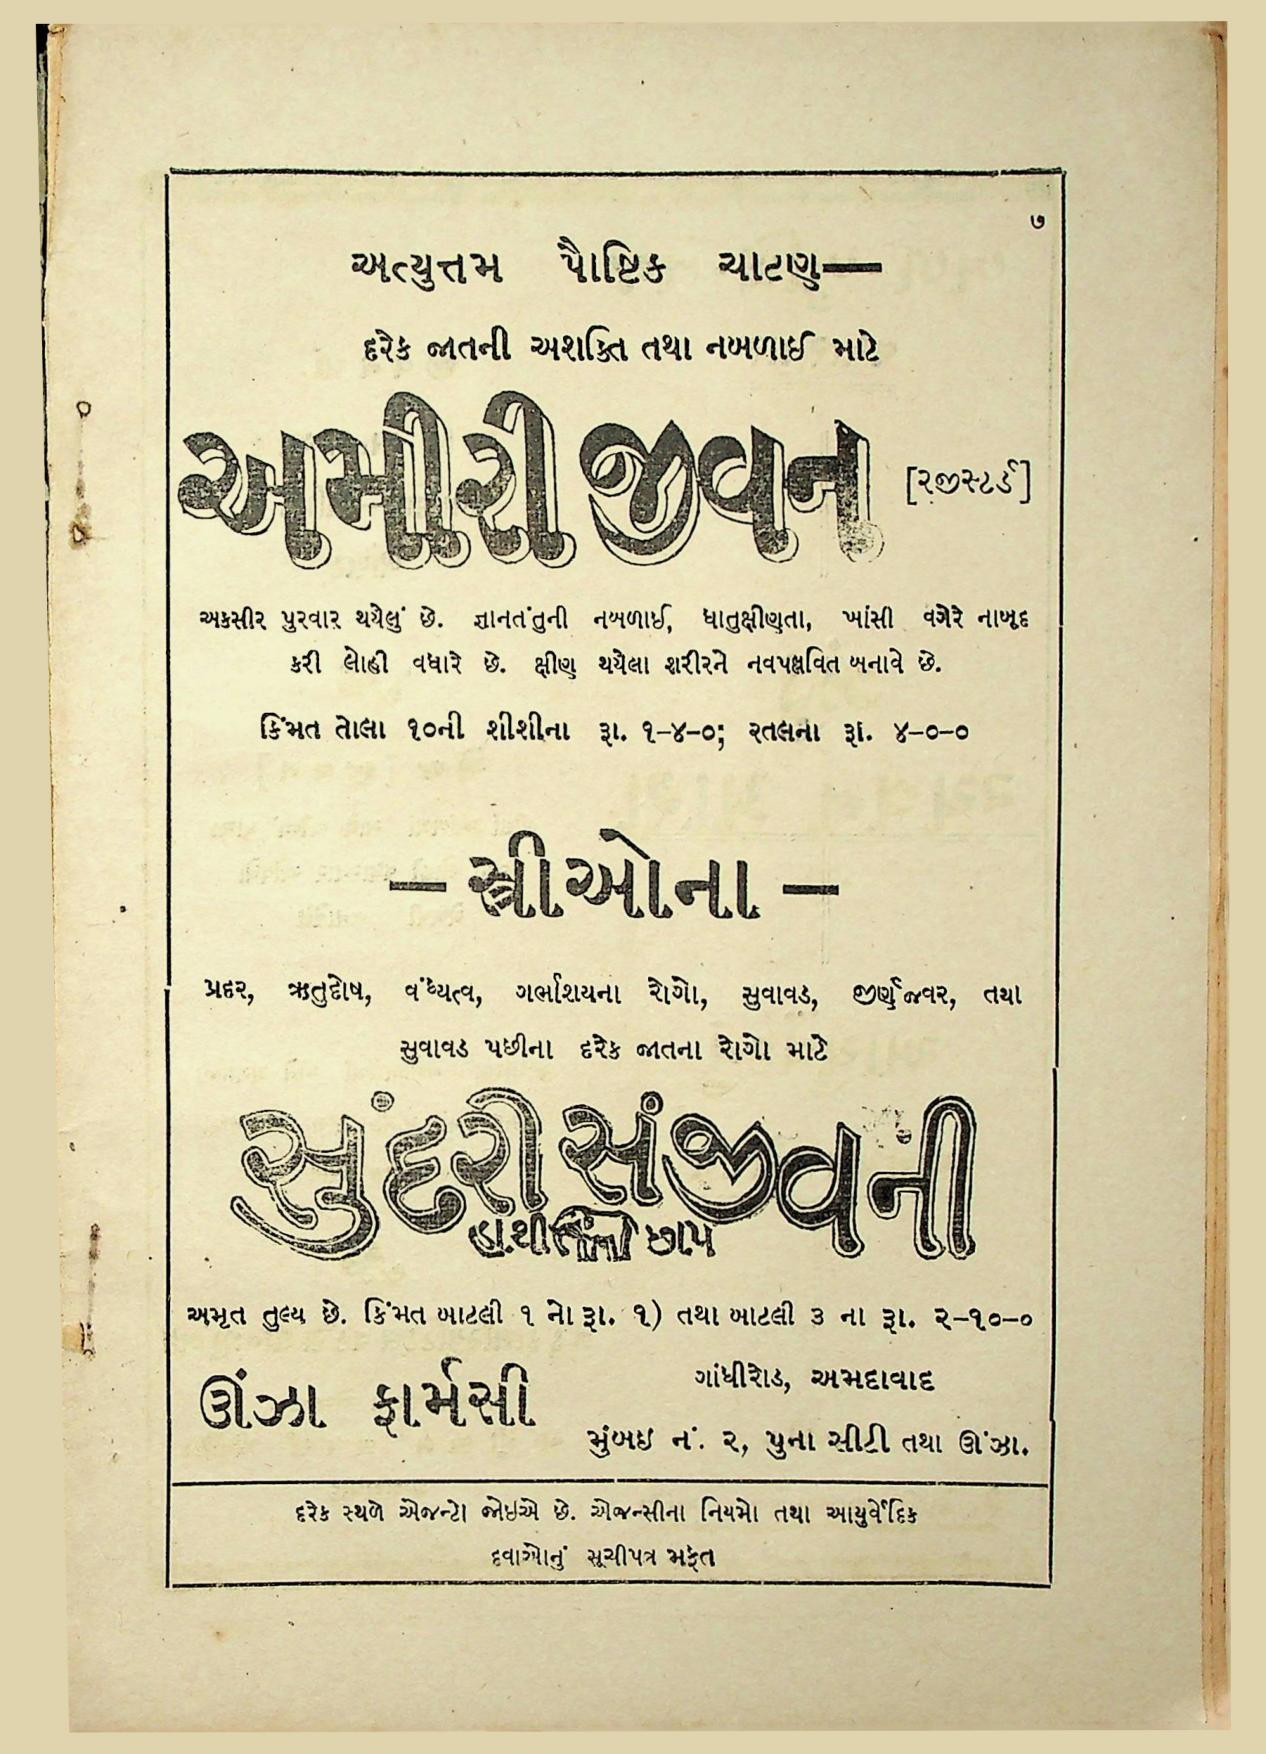 ૭
અત્યુત્તમ પૌષ્ટિક ચાટણ—
દરેક જાતની અશક્તિ તથા નબળાઈ માટે
અમીરી જીવન [રજીસ્ટર્ડ]
અકસીર પુરવાર થયેલું છે. જ્ઞાનતંતુની નબળાઈ, ધાતુક્ષીણતા, ખાંસી વગેરે નાબૂદ
કરી લોહી વધારે છે. ક્ષીણ થયેલા શરીરને નવપલ્લવિત બનાવે છે.
કિંમત તોલા ૧૦ની શીશીના રૂા. ૧-૪-૦; રતલના રૂા. ૪-૦-૦
— સ્ત્રીઓના —
પ્રદર, ઋતુદોષ, વંધ્યત્વ, ગર્ભાશયના રોગો, સુવાવડ, જીર્ણજ્વર, તથા
સુવાવડ પછીના દરેક જાતના રોગો માટે
સુંદરી સંજીવની
હાથી છાપ
અમૃત તુલ્ય છે. કિંમત બાટલી ૧ નો રૂા. ૧) તથા બાટલી ૩ ના રૂા. ૨-૧૦-૦
ઊંઝા ફાર્મસી
ગાંધીરોડ, અમદાવાદ
મુંબઇ નં. ૨, પુના સીટી તથા ઊંઝા.
દરેક સ્થળે એજન્ટો જોઇએ છે. એજન્સીના નિયમો તથા આયુર્વેદિક
દવાઓનું સૂચીપત્ર મફત